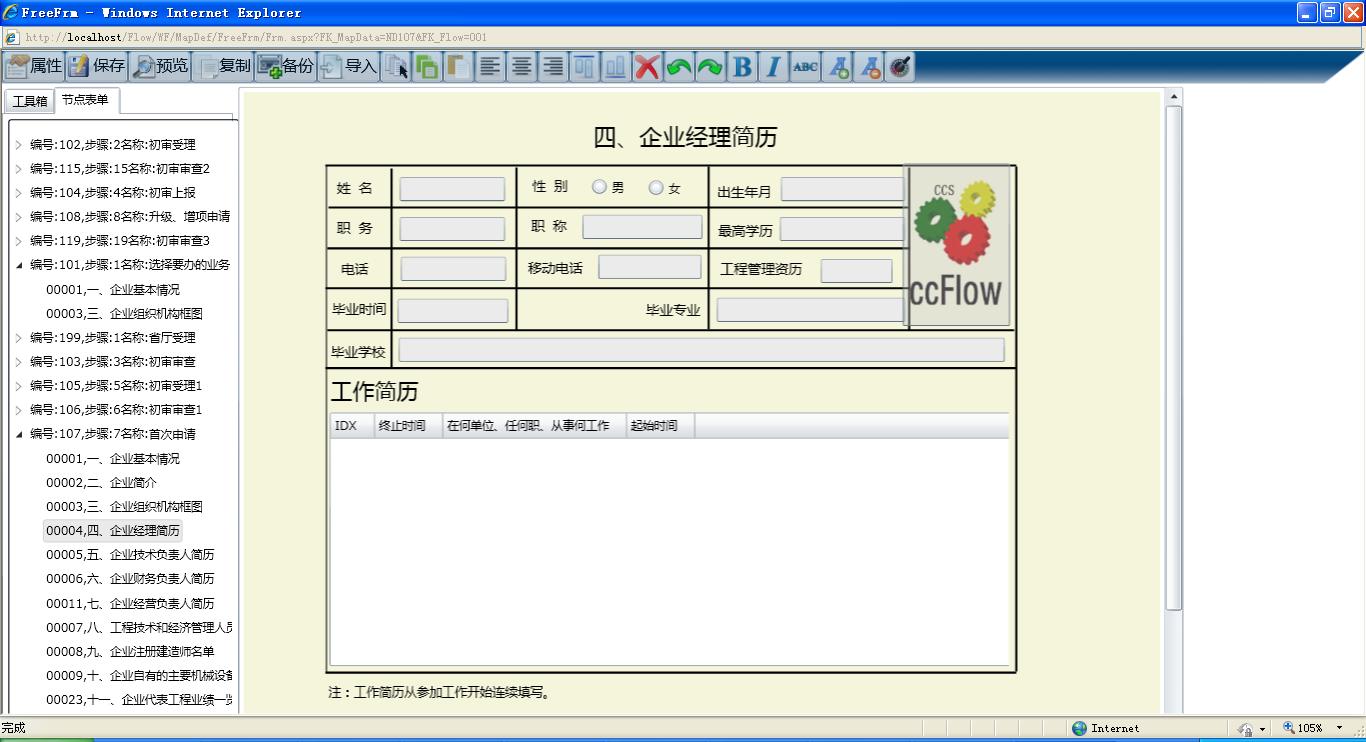 FreeFrm - Windows Internet Explorer
http://localhost/Flow/WF/MapDef/FreeFrm/Frm.aspx?FK_MapData=ND107&FK_Flow=001
属性 保存 预览 复制 备份 导入 B I ABC
工具箱 节点表单
编号:102,步骤:2名称:初审受理
编号:115,步骤:15名称:初审审查2
编号:104,步骤:4名称:初审上报
编号:108,步骤:8名称:升级、增项申请
编号:119,步骤:19名称:初审审查3
编号:101,步骤:1名称:选择要办的业务
00001,一、企业基本情况
00003,三、企业组织机构框图
编号:199,步骤:1名称:省厅受理
编号:103,步骤:3名称:初审审查
编号:105,步骤:5名称:初审受理1
编号:106,步骤:6名称:初审审查1
编号:107,步骤:7名称:首次申请
00001,一、企业基本情况
00002,二、企业简介
00003,三、企业组织机构框图
00004,四、企业经理简历
00005,五、企业技术负责人简历
00006,六、企业财务负责人简历
00011,七、企业经营负责人简历
00007,八、工程技术和经济管理人员
00008,九、企业注册建造师名单
00009,十、企业自有的主要机械设备
00023,十一、企业代表工程业绩一览
四、企业经理简历
姓 名 性 别 男 女 出生年月
职 务 职 称 最高学历
电话 移动电话 工程管理资历
毕业时间 毕业专业
毕业学校
CCS
ccFlow
工作简历
IDX 终止时间 在何单位、任何职、从事何工作 起始时间
注：工作简历从参加工作开始连续填写。
完成 Internet 105%